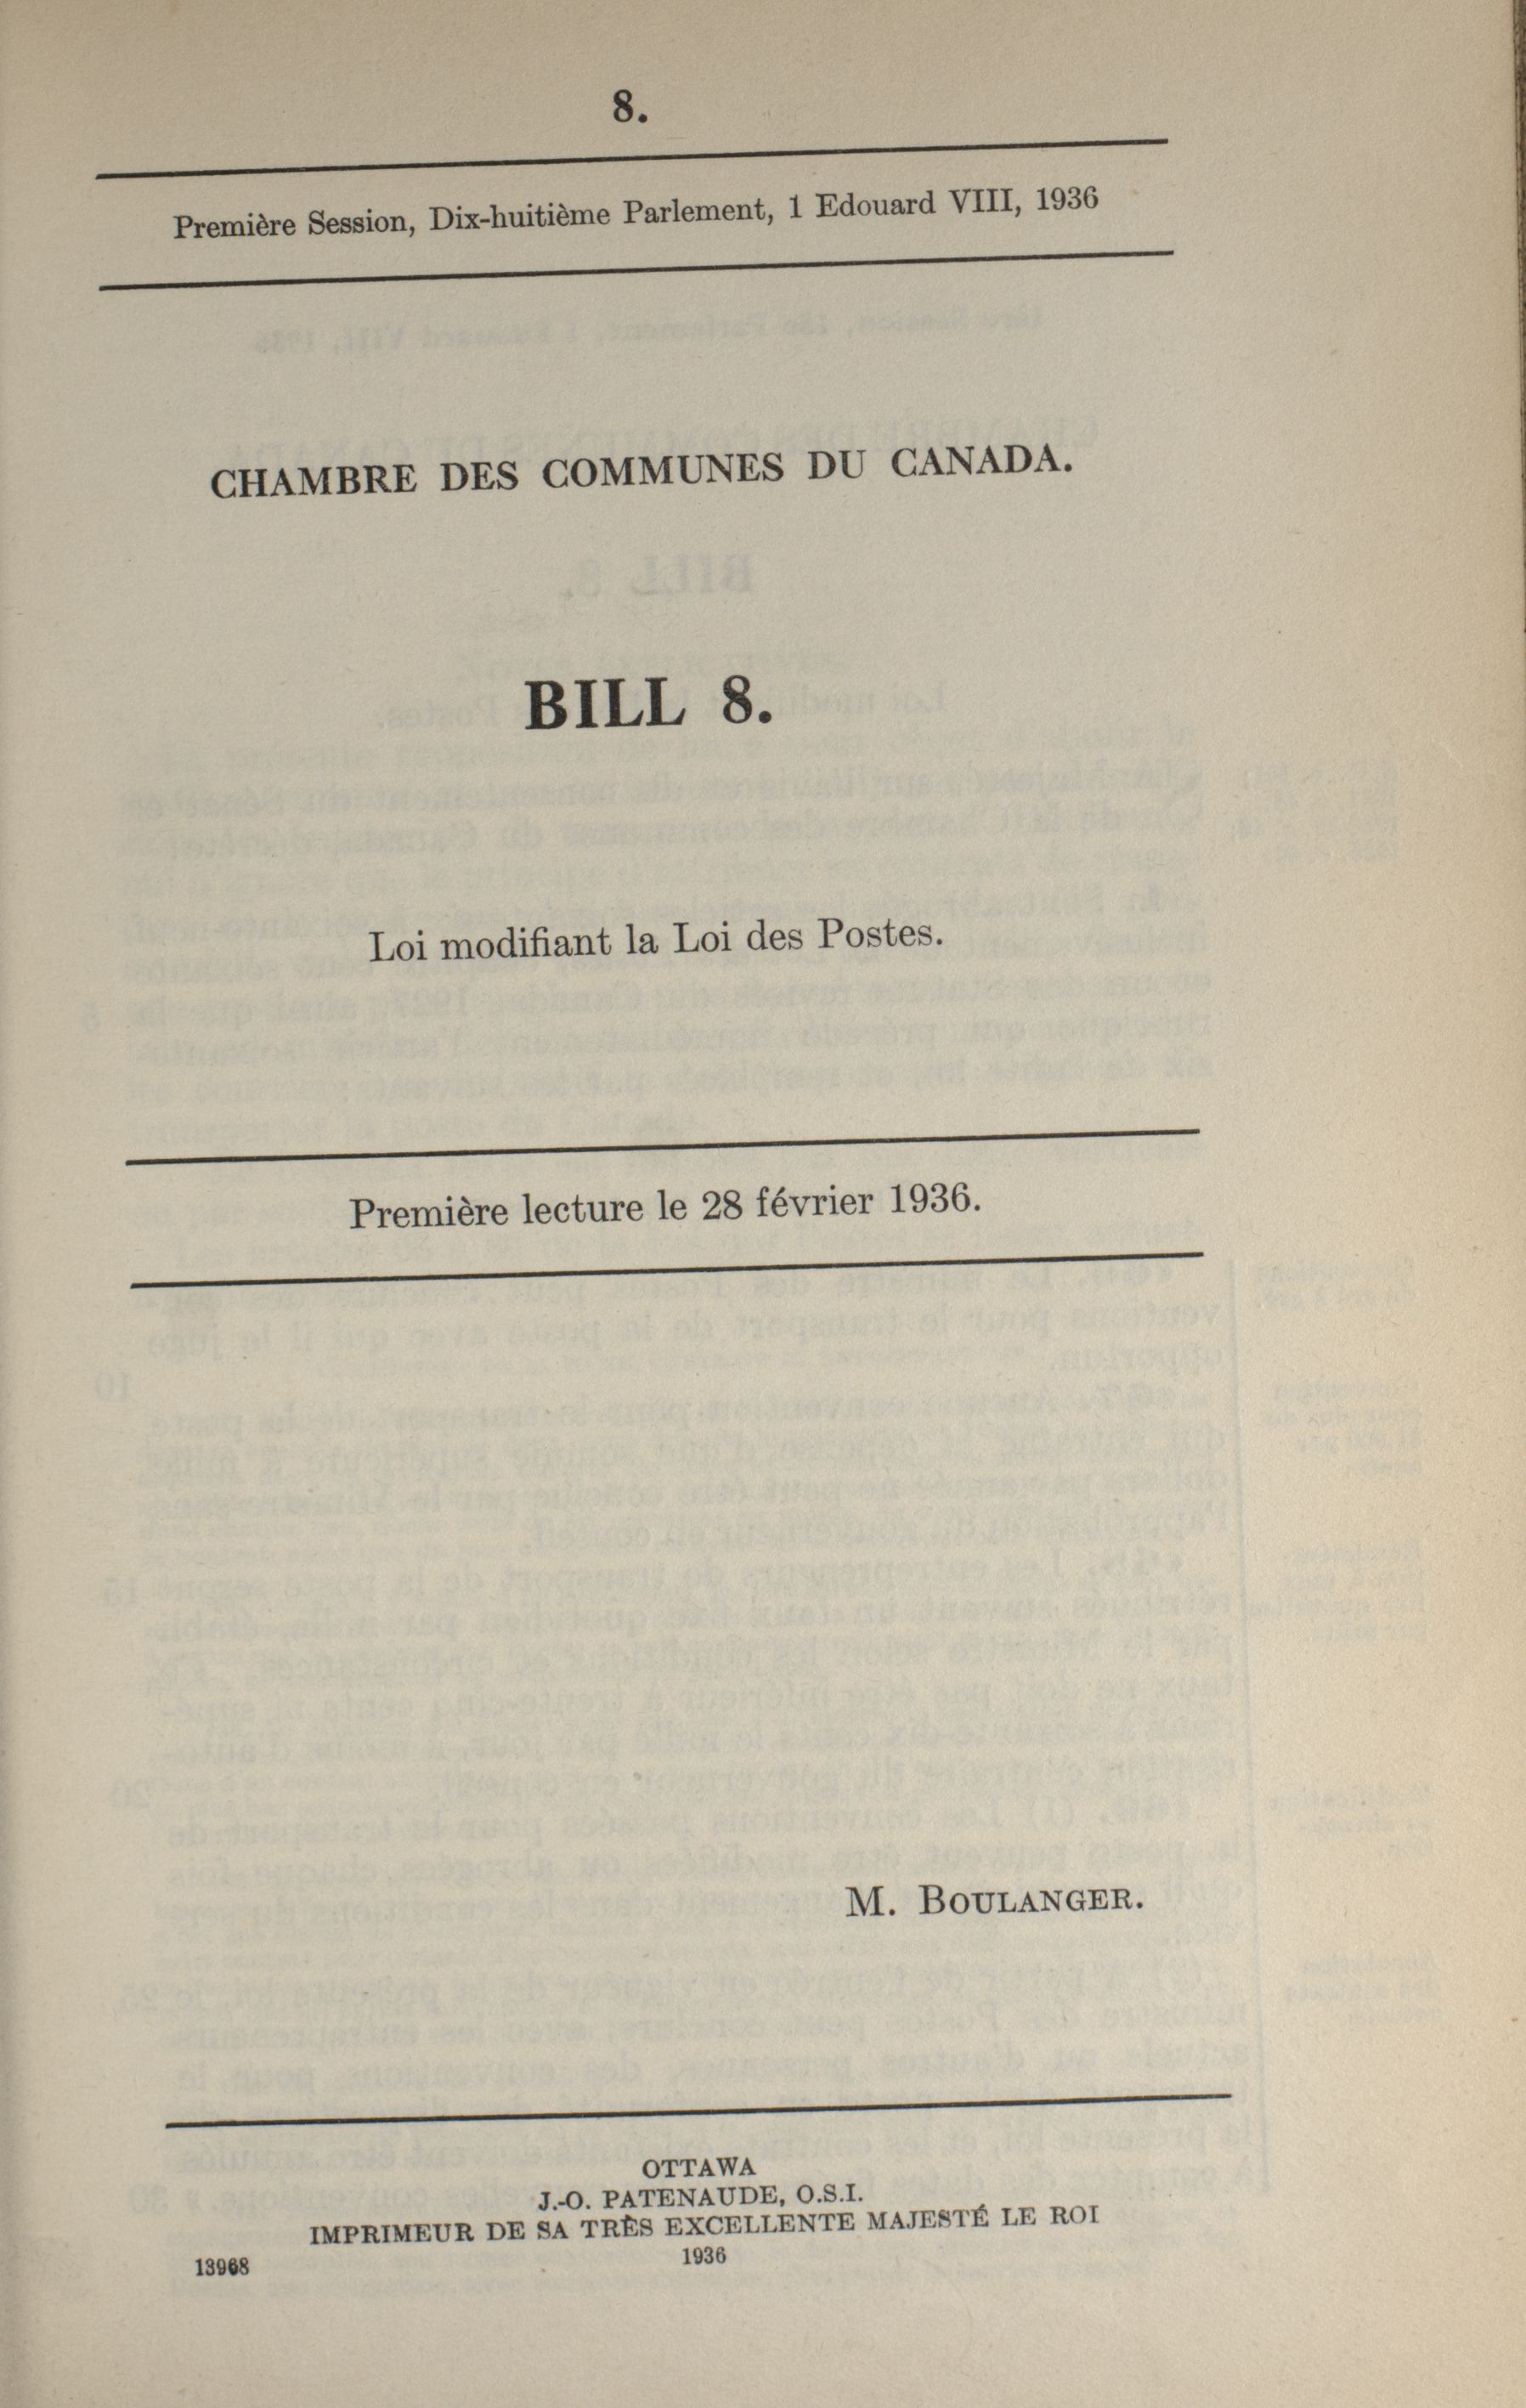 8.
Première Session, Dix-huitième Parlement, 1 Edouard VIII, 1936
CHAMBRE DES COMMUNES DU CANADA.
BILL 8.
Loi modifiant la Loi des Postes.
Première lecture le 28 février 1936.
M. BOULANGER.
OTTAWA
J.-O. PATENAUDE, O.S.I.
IMPRIMEUR DE SA TRÈS EXCELLENTE MAJESTÉ LE ROI
1936
13968